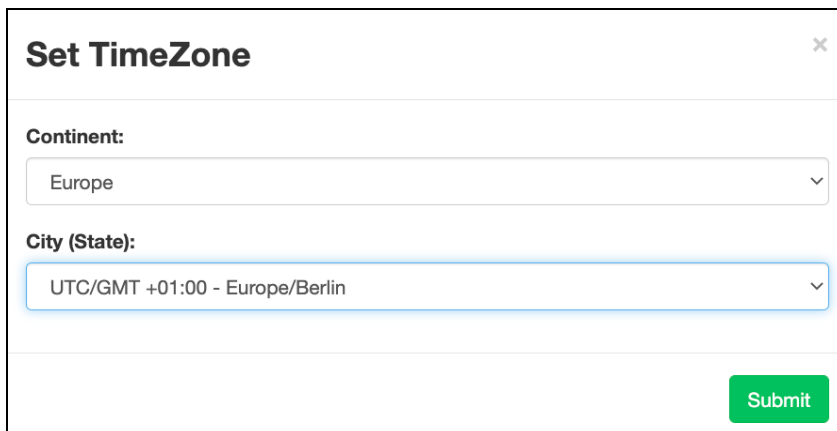 Set TimeZone
×
Continent:
Europe
City (State):
UTC/GMT +01:00 - Europe/Berlin
Submit